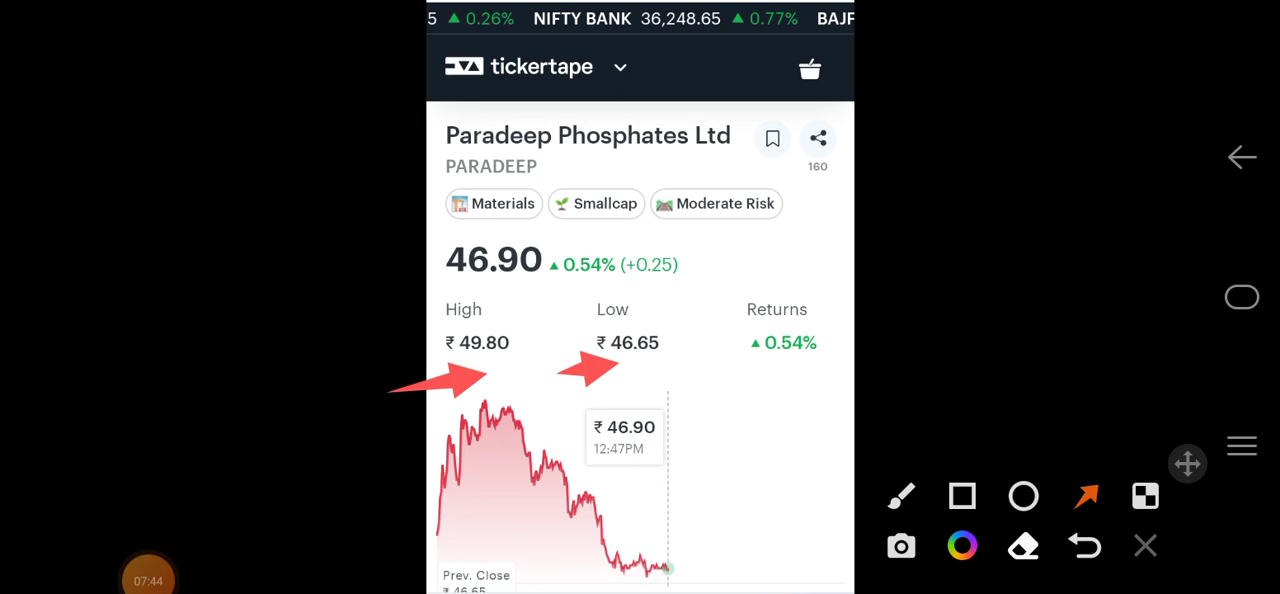 5 ▲ 0.26% NIFTY BANK 36,248.65 ▲ 0.77% BAJF
tickertape
Paradeep Phosphates Ltd
PARADEEP
160
Materials Smallcap Moderate Risk
46.90 ▲ 0.54% (+0.25)
High Low Returns
₹ 49.80 ₹ 46.65 ▲ 0.54%
₹ 46.90
12:47PM
Prev. Close
₹ 46.65
07:44